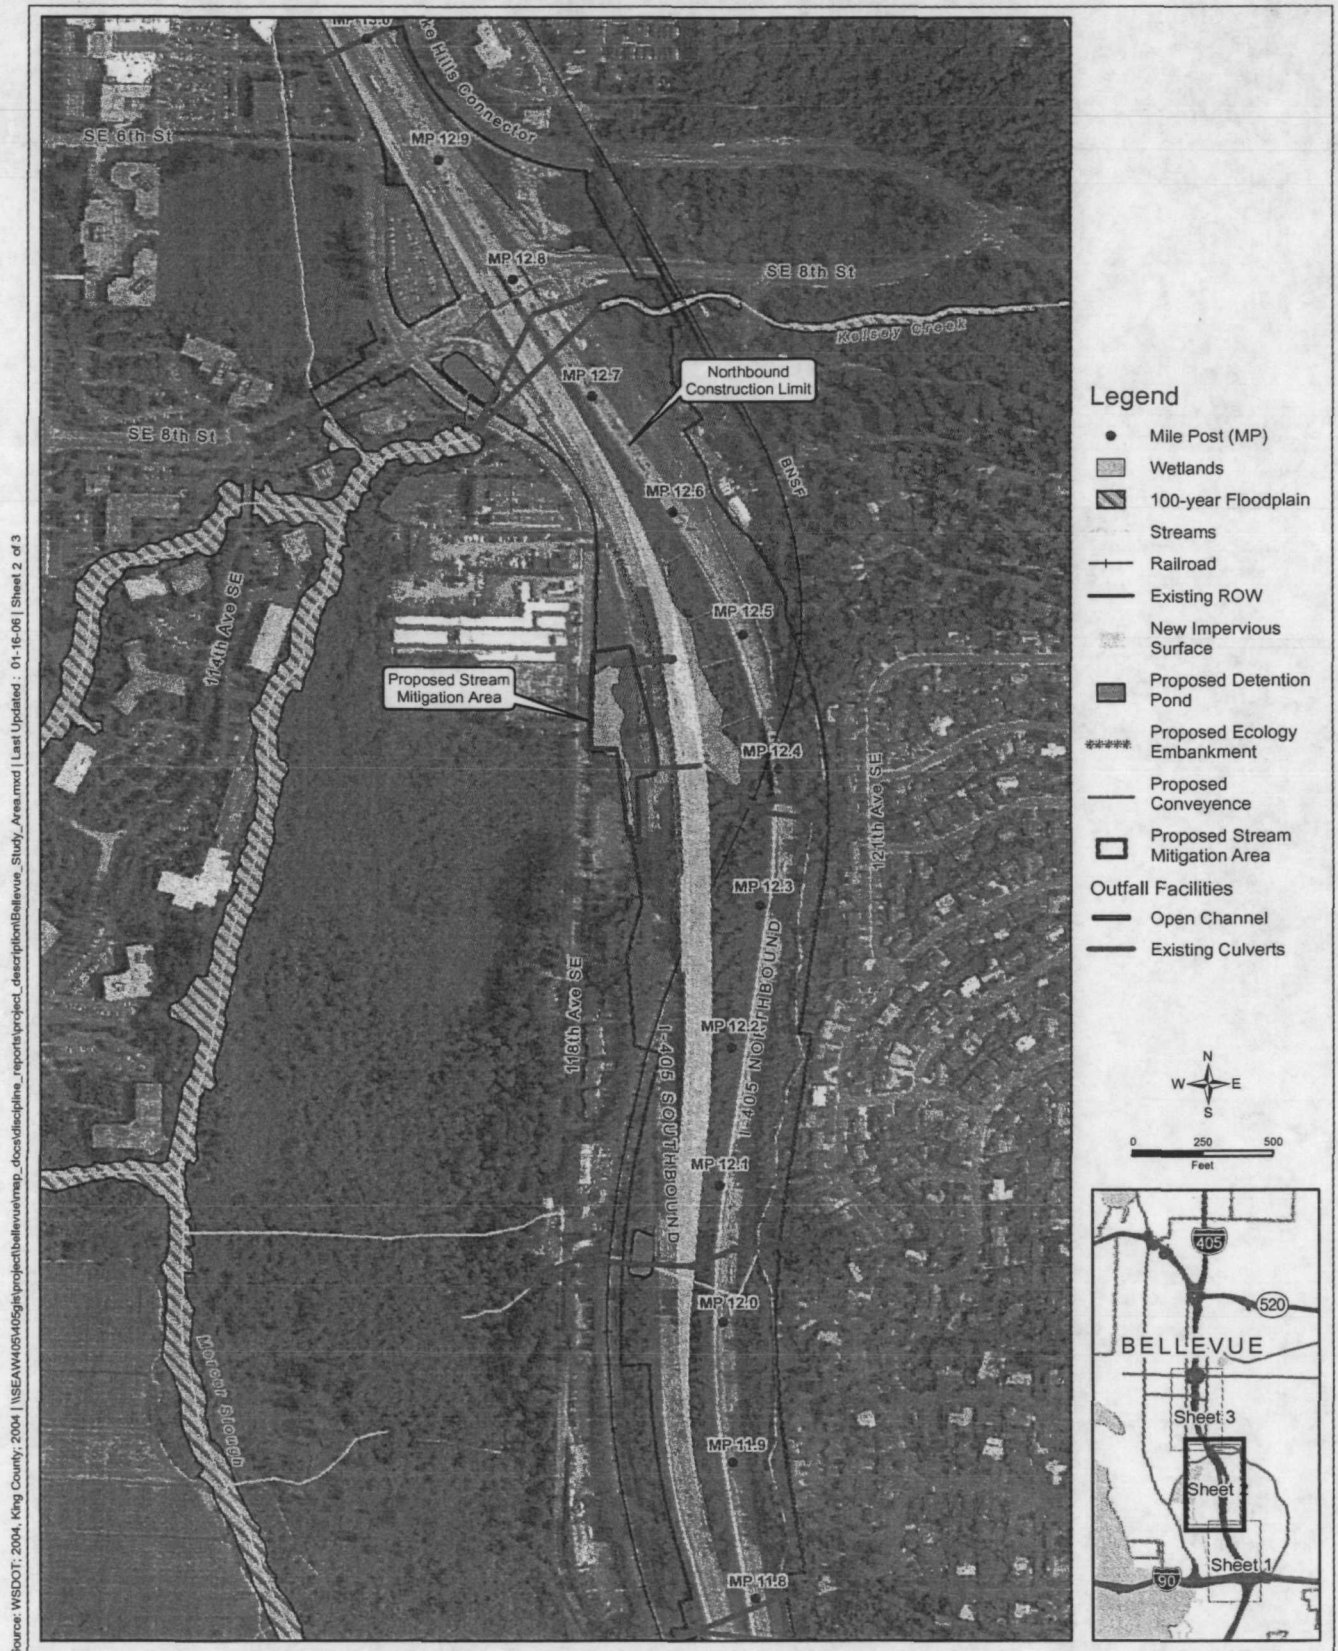 MP 13.0
ke Hills Connector
SE 6th St
MP 12.9
MP 12.8
SE 8th St
Kelsey Creek
Northbound
Construction Limit
MP 12.7
SE 8th St
BNSF
MP 12.6
114th Ave SE
MP 12.5
Proposed Stream
Mitigation Area
MP 12.4
121th Ave SE
MP 12.3
118th Ave SE
I-405 SOUTHBOUND
I-405 NORTHBOUND
MP 12.2
MP 12.1
MP 12.0
Mercer Slough
MP 11.9
MP 11.8
Legend
Mile Post (MP)
Wetlands
100-year Floodplain
Streams
Railroad
Existing ROW
New Impervious
Surface
Proposed Detention
Pond
Proposed Ecology
Embankment
Proposed
Conveyence
Proposed Stream
Mitigation Area
Outfall Facilities
Open Channel
Existing Culverts
N
W E
S
0 250 500
Feet
405
520
BELLEVUE
Sheet 3
Sheet 2
Sheet 1
90
ource: WSDOT; 2004, King County; 2004 | \\SEAW405\405gis\project\bellevue\map_docs\discipline_reports\project_description\Bellevue_Study_Area.mxd | Last Updated : 01-16-06 | Sheet 2 of 3